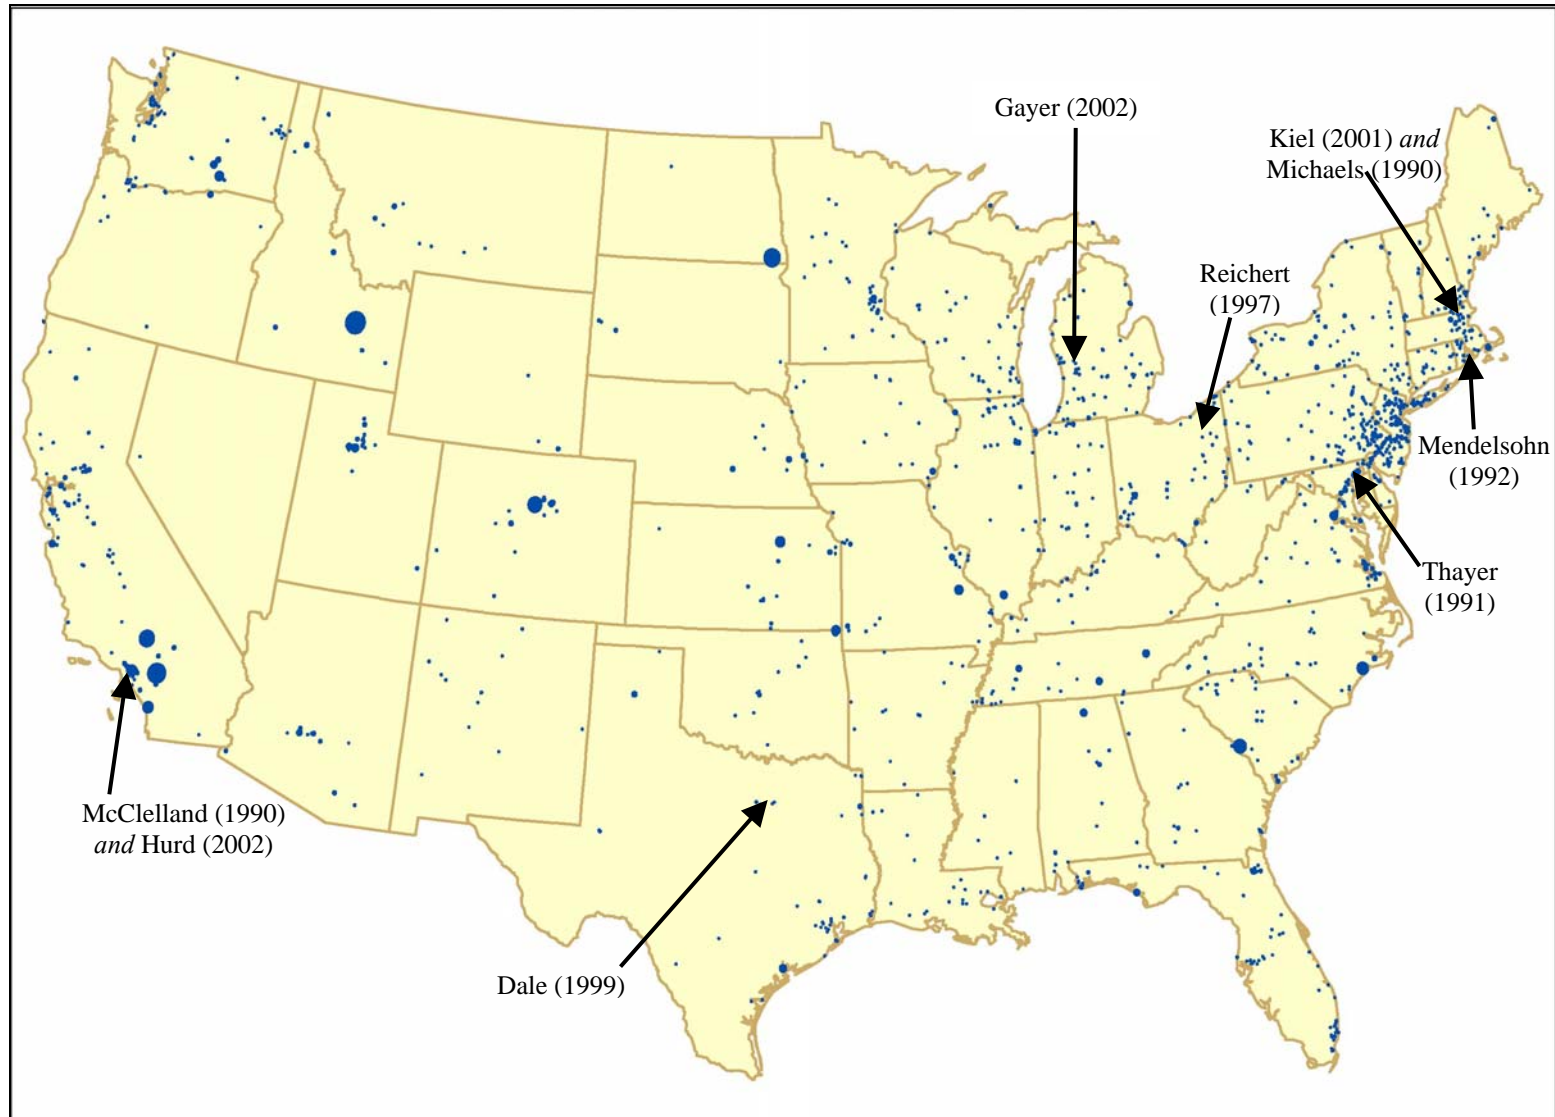 Gayer (2002)
Kiel (2001) and
Michaels (1990)
Reichert
(1997)
Mendelsohn
(1992)
Thayer
(1991)
McClelland (1990)
and Hurd (2002)
Dale (1999)